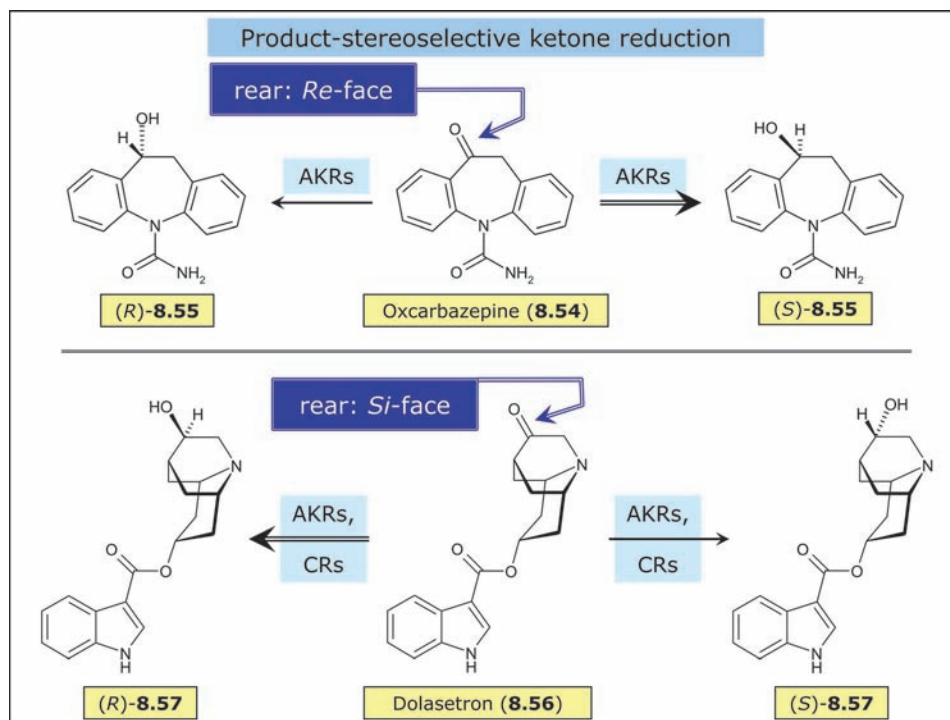 Product-stereoselective ketone reduction
rear: Re-face
OH
H
O
HO
H
AKRs
AKRs
N
N
N
O
NH2
O
NH2
O
NH2
(R)-8.55
Oxcarbazepine (8.54)
(S)-8.55
rear: Si-face
HO
H
O
H
OH
N
N
N
AKRs,
CRs
AKRs,
CRs
O
O
O
O
O
O
N
H
N
H
N
H
(R)-8.57
Dolasetron (8.56)
(S)-8.57